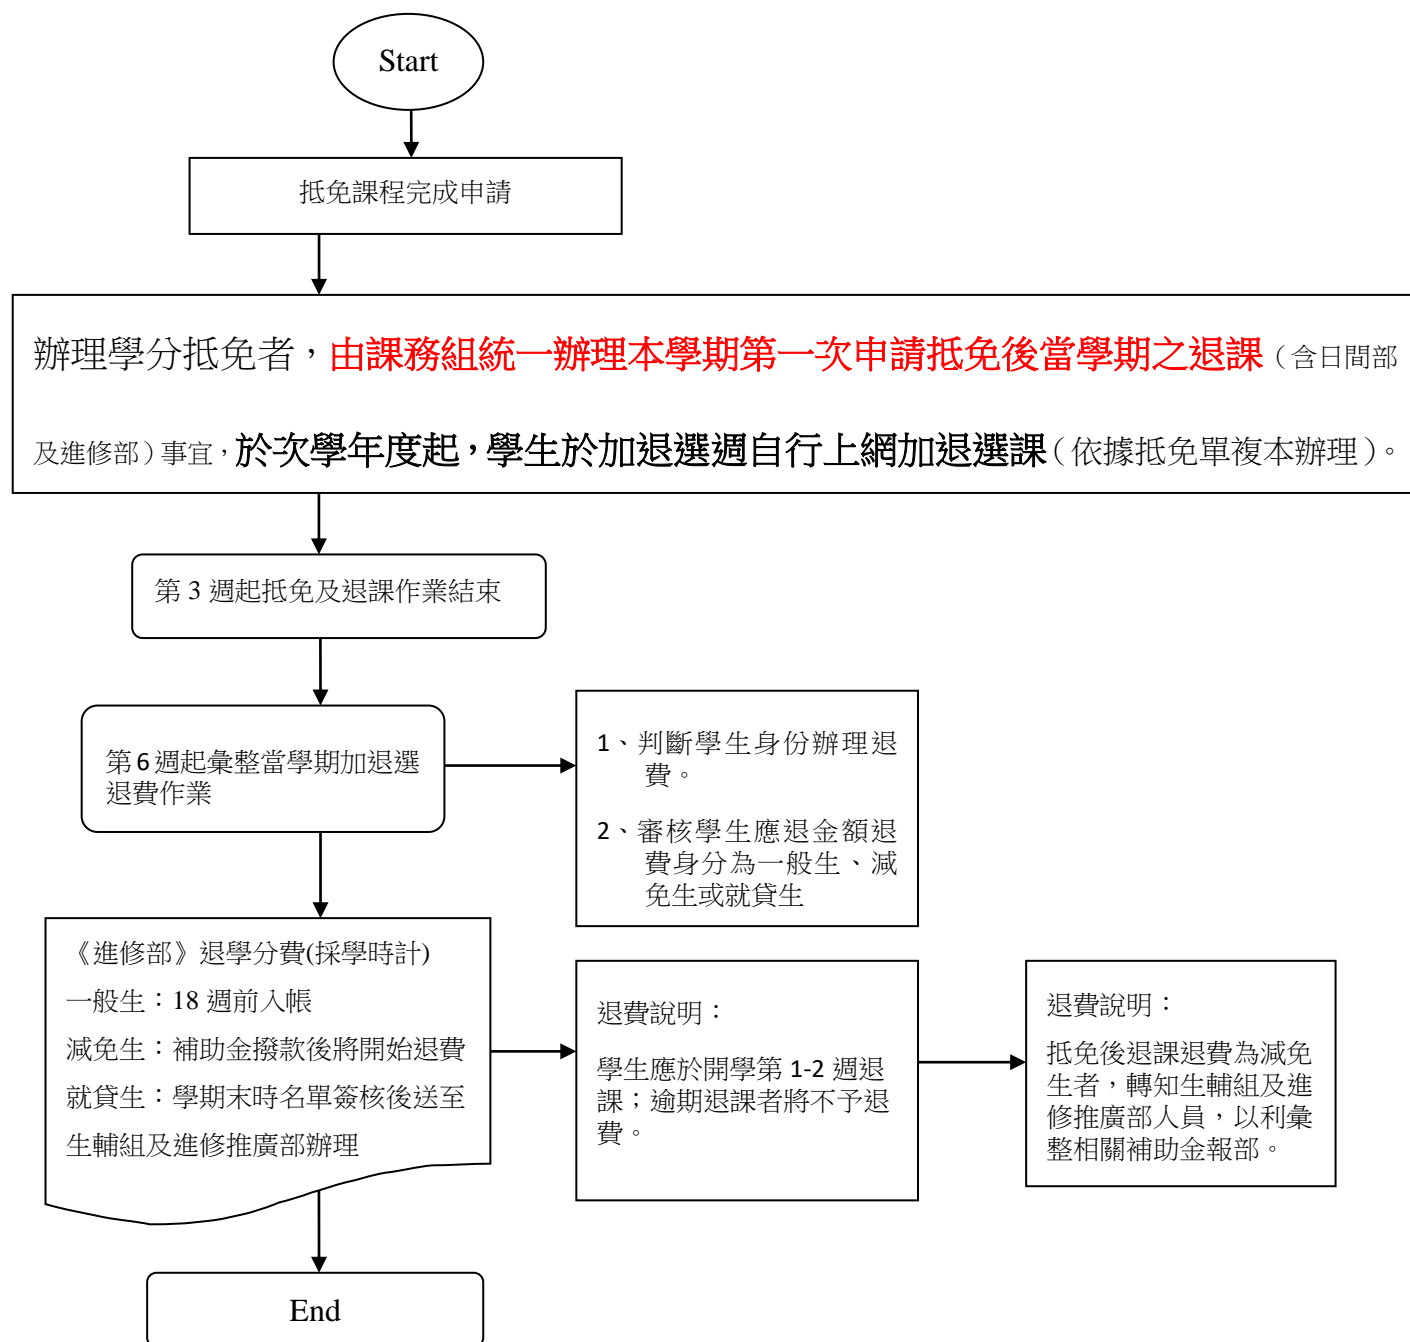 Start
抵免課程完成申請
辦理學分抵免者，由課務組統一辦理本學期第一次申請抵免後當學期之退課（含日間部
及進修部）事宜，於次學年度起，學生於加退選週自行上網加退選課（依據抵免單複本辦理）。
第 3 週起抵免及退課作業結束
第 6 週起彙整當學期加退選
退費作業
1、判斷學生身份辦理退
費。
2、審核學生應退金額退
費身分為一般生、減
免生或就貸生
《進修部》退學分費(採學時計)
一般生：18 週前入帳
減免生：補助金撥款後將開始退費
就貸生：學期末時名單簽核後送至
生輔組及進修推廣部辦理
退費說明：
學生應於開學第 1-2 週退
課；逾期退課者將不予退
費。
退費說明：
抵免後退課退費為減免
生者，轉知生輔組及進
修推廣部人員，以利彙
整相關補助金報部。
End